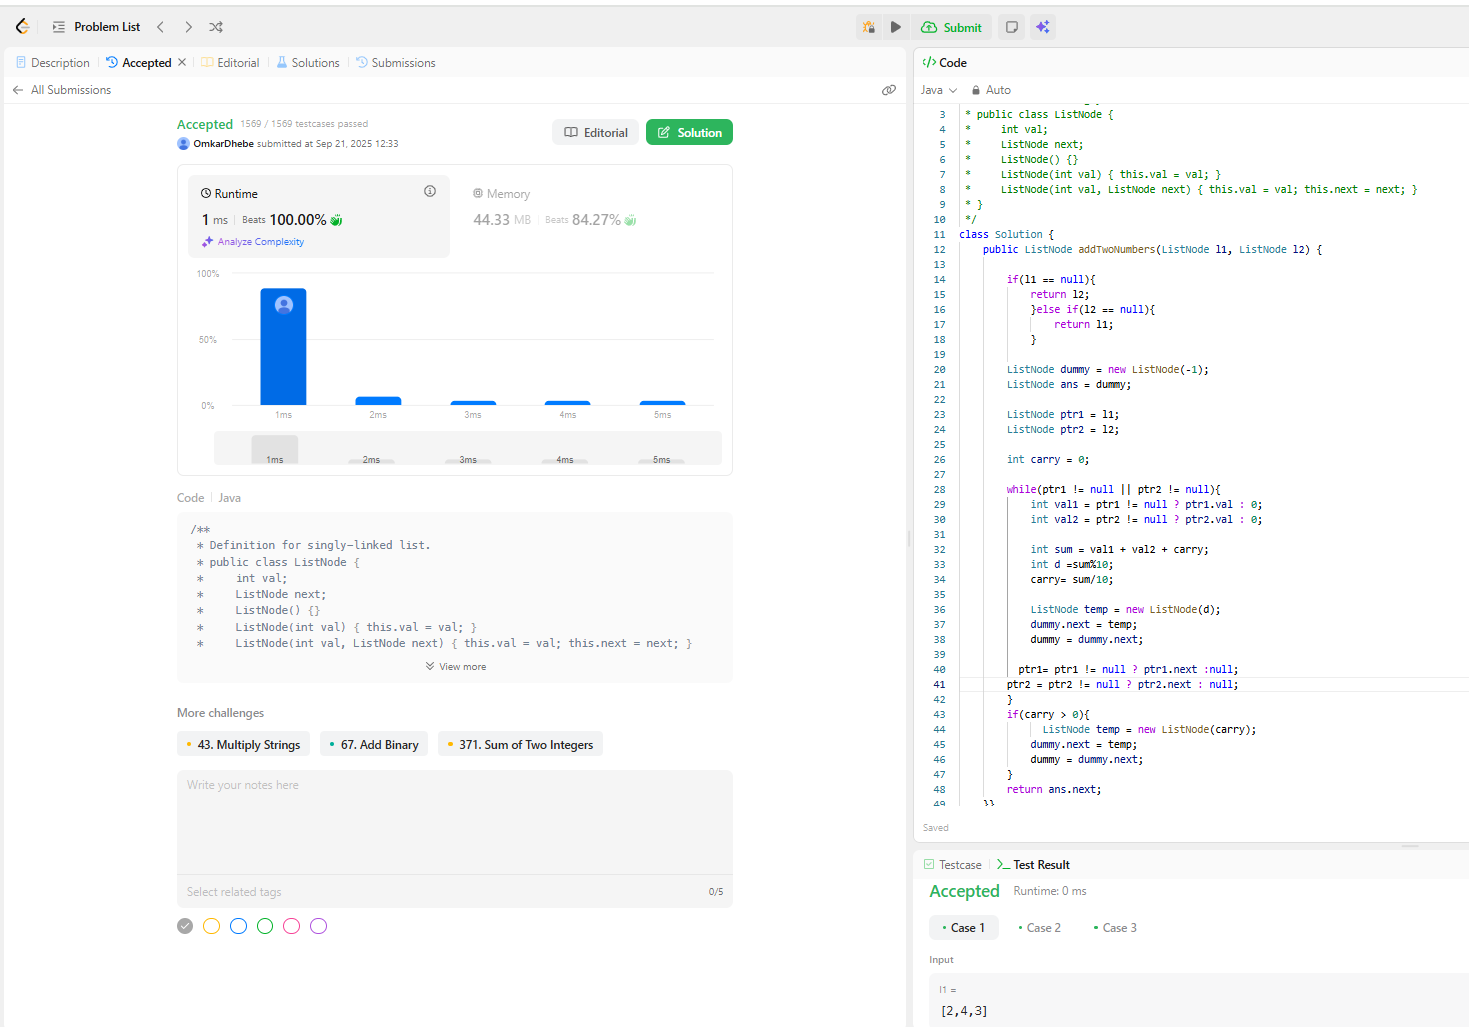 Problem List
Submit
Description
Accepted
Editorial
Solutions
Submissions
All Submissions
Accepted 1569 / 1569 testcases passed
OmkarDhebe submitted at Sep 21, 2025 12:33
Editorial
Solution
Runtime
1 ms | Beats 100.00%
Analyze Complexity
Memory
44.33 MB | Beats 84.27%
100%
50%
0%
1ms 2ms 3ms 4ms 5ms
1ms 2ms 3ms 4ms 5ms
Code | Java
/**
 * Definition for singly-linked list.
 * public class ListNode {
 *     int val;
 *     ListNode next;
 *     ListNode() {}
 *     ListNode(int val) { this.val = val; }
 *     ListNode(int val, ListNode next) { this.val = val; this.next = next; }
View more
More challenges
43. Multiply Strings
67. Add Binary
371. Sum of Two Integers
Write your notes here
Select related tags
0/5
</> Code
Java
Auto
3  * public class ListNode {
4  *     int val;
5  *     ListNode next;
6  *     ListNode() {}
7  *     ListNode(int val) { this.val = val; }
8  *     ListNode(int val, ListNode next) { this.val = val; this.next = next; }
9  * }
10  */
11 class Solution {
12     public ListNode addTwoNumbers(ListNode l1, ListNode l2) {
13
14         if(l1 == null){
15             return l2;
16             }else if(l2 == null){
17                 return l1;
18             }
19
20         ListNode dummy = new ListNode(-1);
21         ListNode ans = dummy;
22
23         ListNode ptr1 = l1;
24         ListNode ptr2 = l2;
25
26         int carry = 0;
27
28         while(ptr1 != null || ptr2 != null){
29             int val1 = ptr1 != null ? ptr1.val : 0;
30             int val2 = ptr2 != null ? ptr2.val : 0;
31
32             int sum = val1 + val2 + carry;
33             int d =sum%10;
34             carry= sum/10;
35
36             ListNode temp = new ListNode(d);
37             dummy.next = temp;
38             dummy = dummy.next;
39
40           ptr1= ptr1 != null ? ptr1.next :null;
41         ptr2 = ptr2 != null ? ptr2.next : null;
42         }
43         if(carry > 0){
44               ListNode temp = new ListNode(carry);
45             dummy.next = temp;
46             dummy = dummy.next;
47         }
48         return ans.next;
49     }}
Saved
Testcase
Test Result
Accepted Runtime: 0 ms
Case 1
Case 2
Case 3
Input
l1 =
[2,4,3]